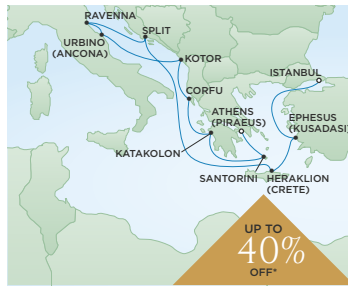 RAVENNA
SPLIT
URBINO
(ANCONA)
KOTOR
ISTANBUL
CORFU
ATHENS
(PIRAEUS)
EPHESUS
(KUSADASI)
KATAKOLON
SANTORINI
HERAKLION
(CRETE)
UP TO
40%
OFF*